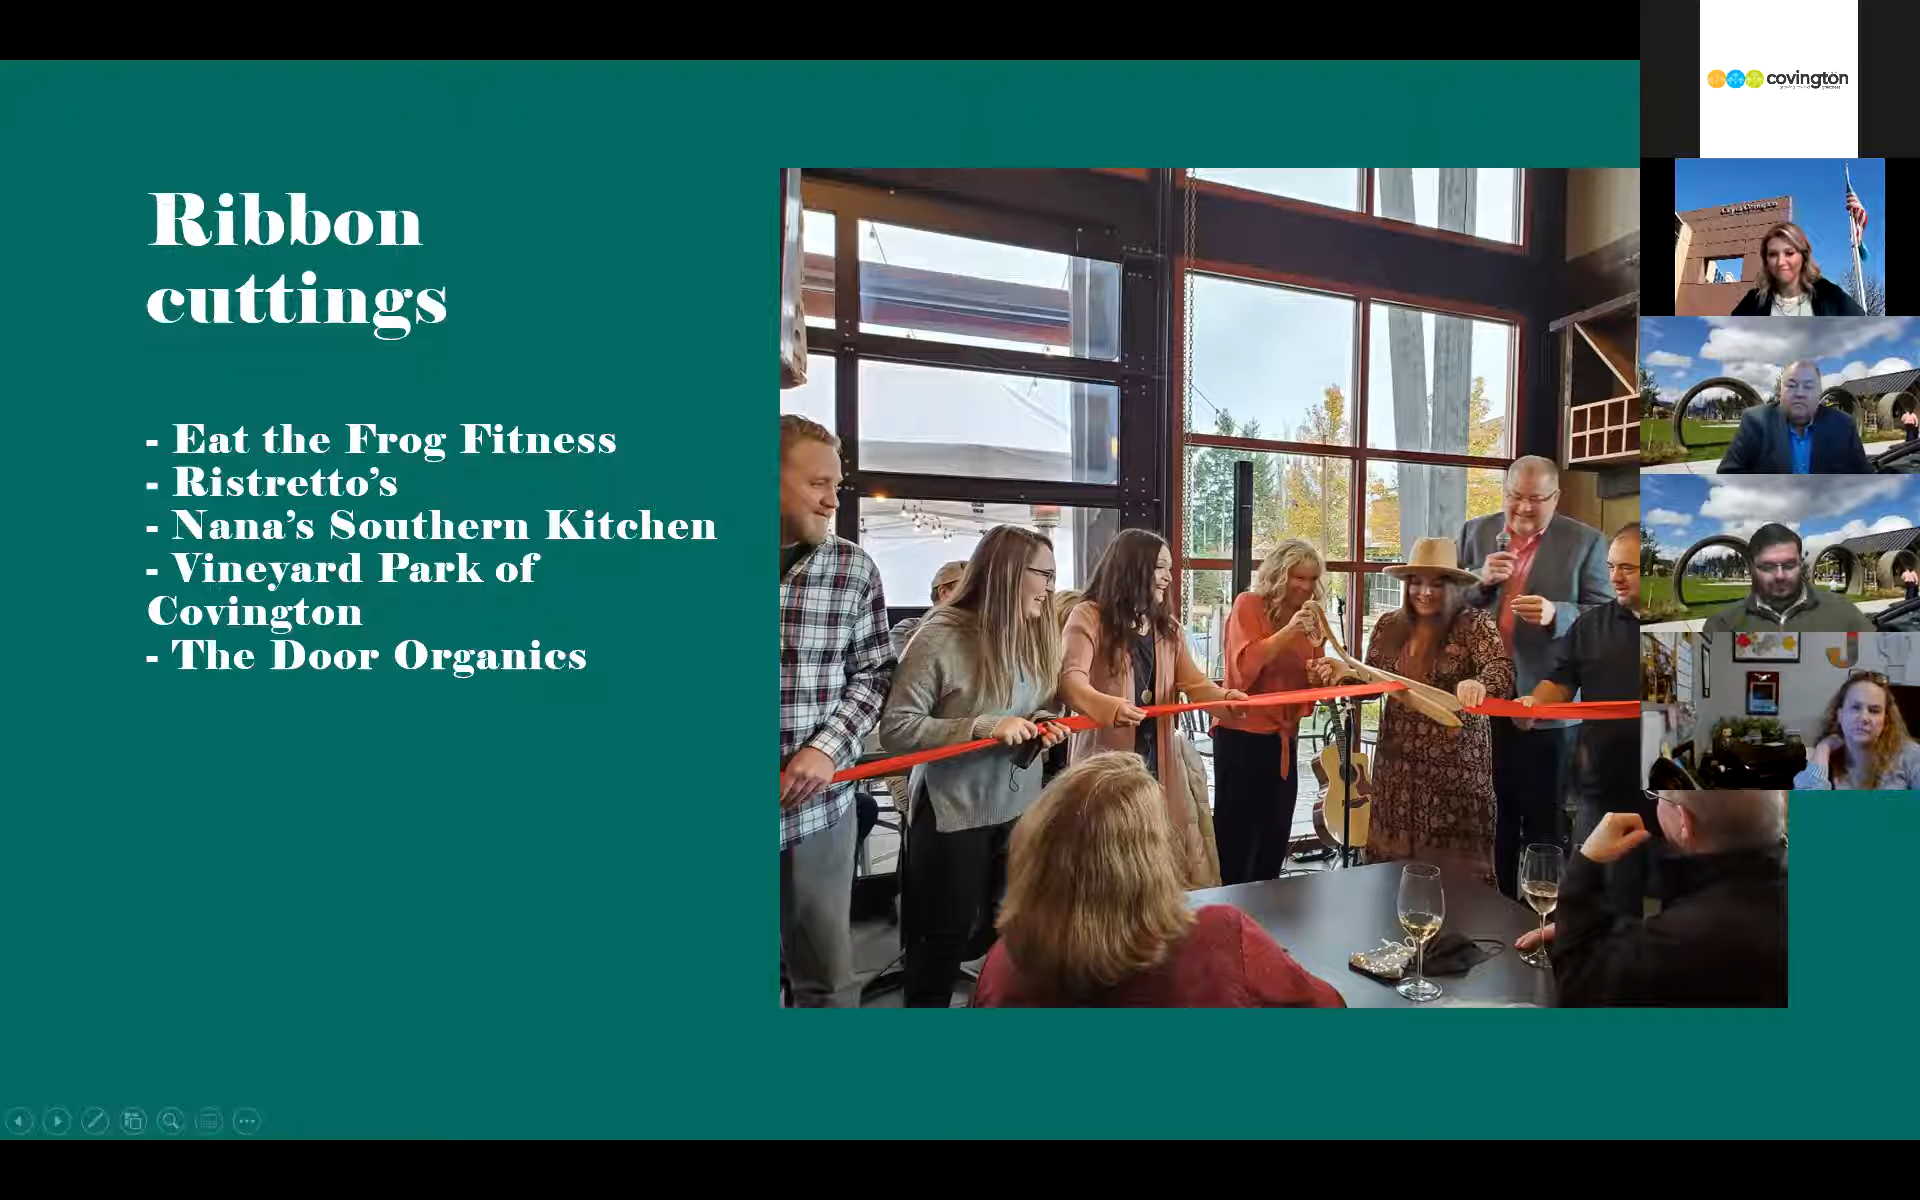 Ribbon
cuttings
- Eat the Frog Fitness
- Ristretto’s
- Nana’s Southern Kitchen
- Vineyard Park of
Covington
- The Door Organics
covington